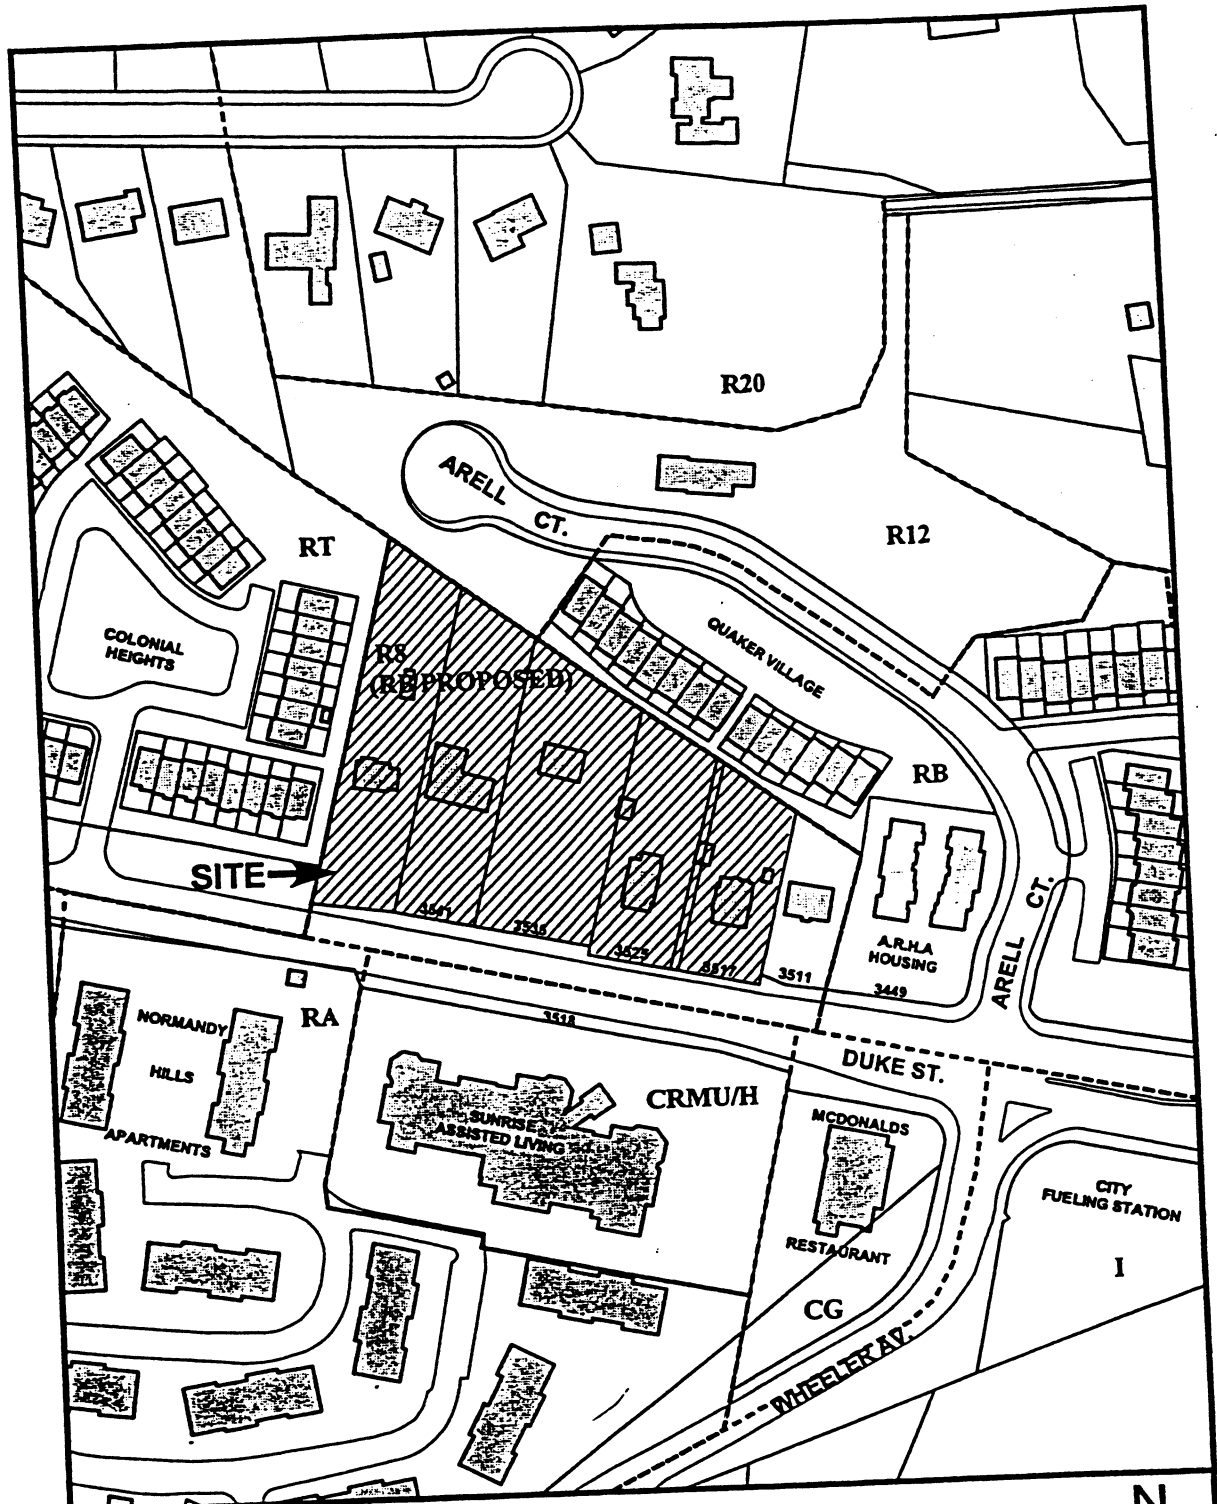 R20
ARELL
CT.
R12
RT
QUAKER VILLAGE
COLONIAL
HEIGHTS
R8
(RB PROPOSED)
RB
SITE
3541
3535
3525
3517
3511
A.R.H.A
HOUSING
3449
ARELL CT.
NORMANDY
HILLS
APARTMENTS
RA
3518
DUKE ST.
CRMU/H
SUNRISE
ASSISTED LIVING
MCDONALDS
RESTAURANT
CITY
FUELING STATION
I
CG
WHEELER AV.
N